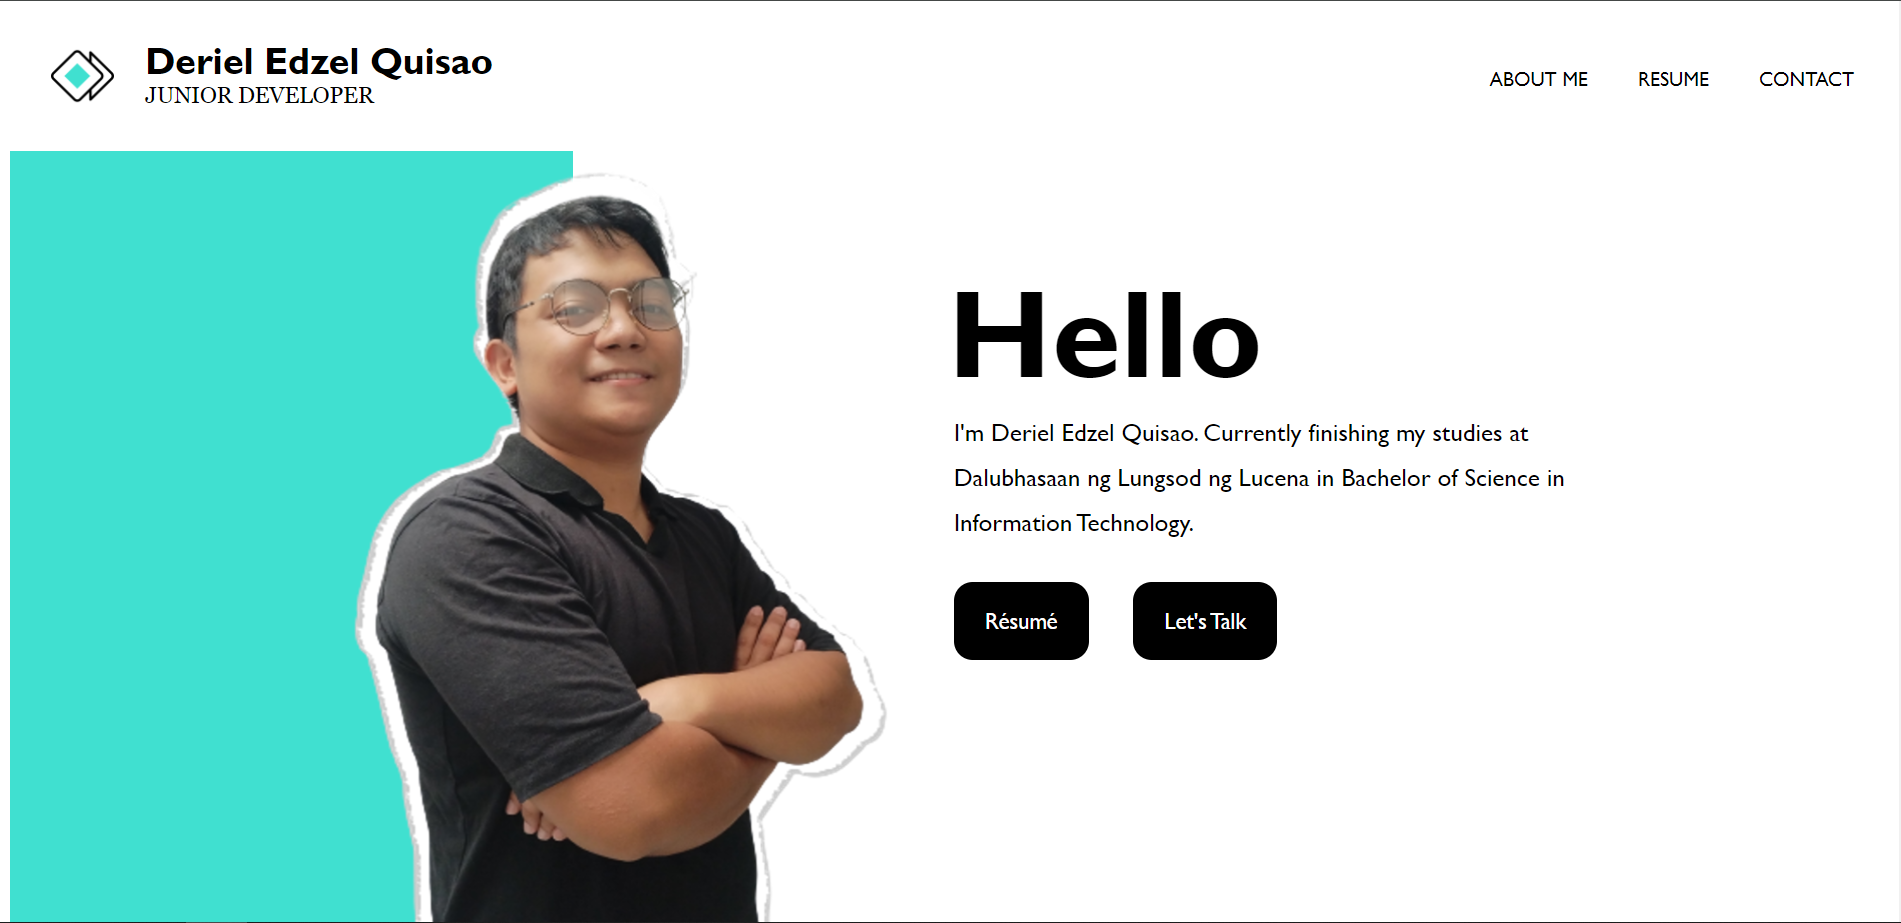 Deriel Edzel Quisao
JUNIOR DEVELOPER
ABOUT ME
RESUME
CONTACT
Hello
I'm Deriel Edzel Quisao. Currently finishing my studies at
Dalubhasaan ng Lungsod ng Lucena in Bachelor of Science in
Information Technology.
Résumé
Let's Talk